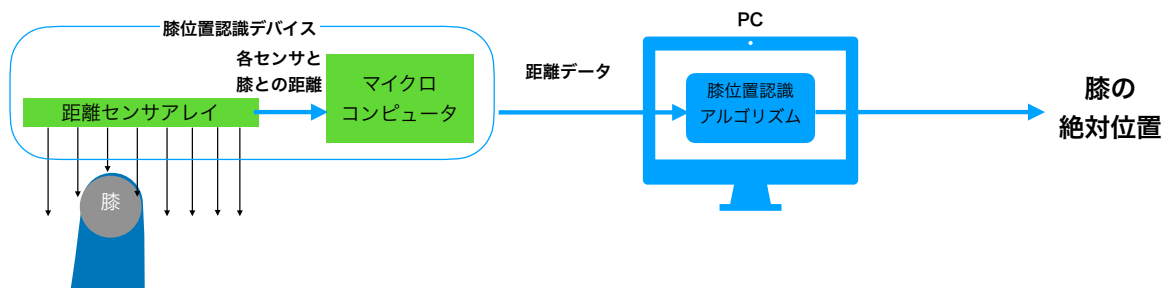 膝位置認識デバイス
各センサと
膝との距離
距離センサアレイ
マイクロ
コンピュータ
膝
距離データ
PC
膝位置認識
アルゴリズム
膝の
絶対位置